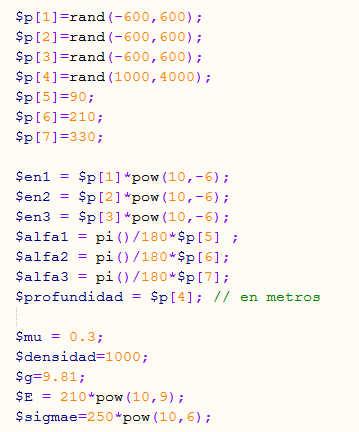 $p[1]=rand(-600,600);
$p[2]=rand(-600,600);
$p[3]=rand(-600,600);
$p[4]=rand(1000,4000);
$p[5]=90;
$p[6]=210;
$p[7]=330;
$en1 = $p[1]*pow(10,-6);
$en2 = $p[2]*pow(10,-6);
$en3 = $p[3]*pow(10,-6);
$alfa1 = pi()/180*$p[5] ;
$alfa2 = pi()/180*$p[6];
$alfa3 = pi()/180*$p[7];
$profundidad = $p[4]; // en metros
$mu = 0.3;
$densidad=1000;
$g=9.81;
$E = 210*pow(10,9);
$sigmae=250*pow(10,6);